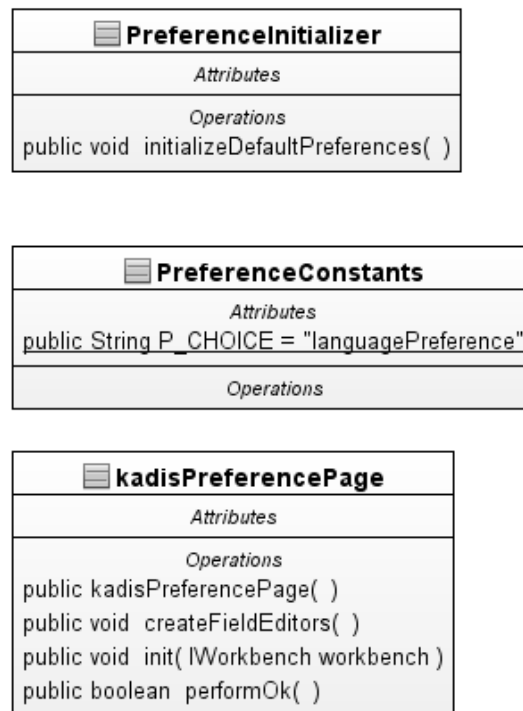 PreferenceInitializer
Attributes
Operations
public void initializeDefaultPreferences( )
PreferenceConstants
Attributes
public String P_CHOICE = "languagePreference"
Operations
kadisPreferencePage
Attributes
Operations
public kadisPreferencePage( )
public void createFieldEditors( )
public void init( IWorkbench workbench )
public boolean performOk( )